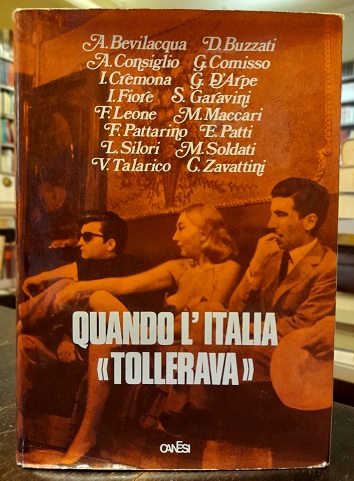 A. Bevilacqua D. Buzzati
A. Consiglio G. Comisso
I. Cremona G. D'Arpe
I. Fiore S. Garavini
F. Leone M. Maccari
F. Pattarino E. Patti
L. Silori M. Soldati
V. Talarico C. Zavattini
QUANDO L'ITALIA
«TOLLERAVA»
CANESI